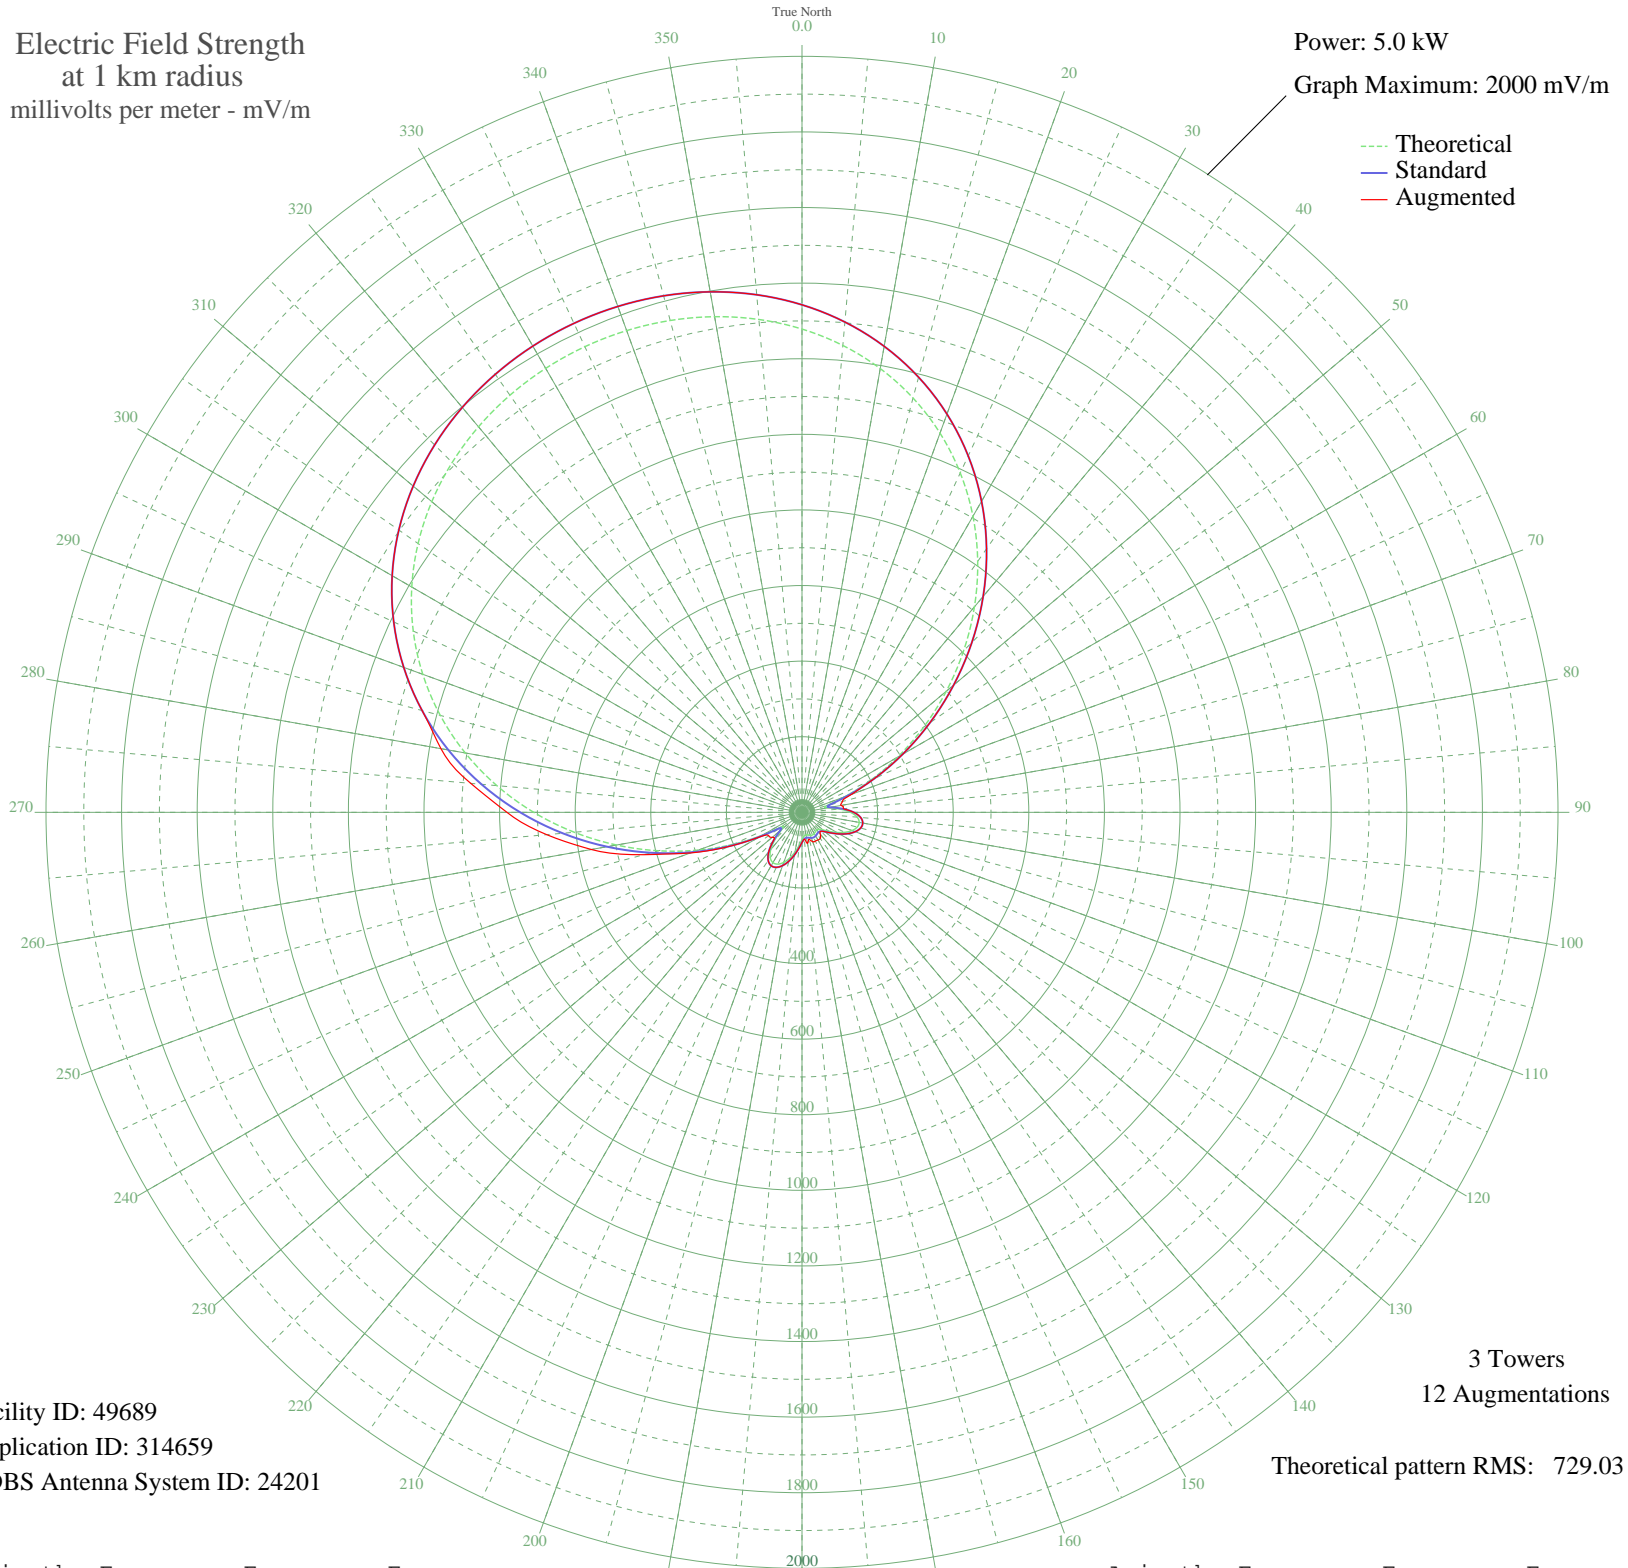 True North
0.0
Electric Field Strength
at 1 km radius
millivolts per meter - mV/m
Power: 5.0 kW
Graph Maximum: 2000 mV/m
Theoretical
Standard
Augmented
350
10
340
20
330
30
320
40
310
50
300
60
290
70
280
80
270
90
260
100
250
110
240
120
230
130
220
140
210
150
200
160
400
600
800
1000
1200
1400
1600
1800
2000
3 Towers
12 Augmentations
Theoretical pattern RMS: 729.03
cility ID: 49689
plication ID: 314659
DBS Antenna System ID: 24201